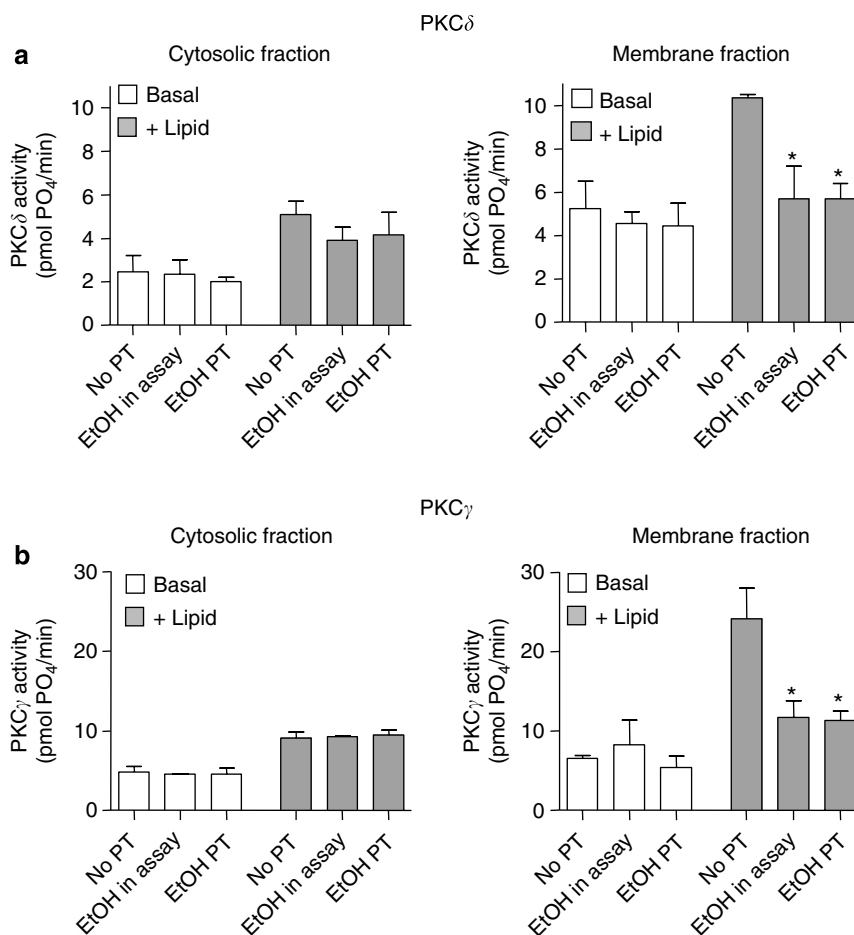 PKCδ
a
Cytosolic fraction
Basal
+ Lipid
PKCδ activity
(pmol PO4/min)
10
8
6
4
2
0
No PT
EtOH in assay
EtOH PT
No PT
EtOH in assay
EtOH PT
Membrane fraction
Basal
+ Lipid
PKCδ activity
(pmol PO4/min)
10
8
6
4
2
0
*
*
No PT
EtOH in assay
EtOH PT
No PT
EtOH in assay
EtOH PT
PKCγ
b
Cytosolic fraction
Basal
+ Lipid
PKCγ activity
(pmol PO4/min)
30
20
10
0
No PT
EtOH in assay
EtOH PT
No PT
EtOH in assay
EtOH PT
Membrane fraction
Basal
+ Lipid
PKCγ activity
(pmol PO4/min)
30
20
10
0
*
*
No PT
EtOH in assay
EtOH PT
No PT
EtOH in assay
EtOH PT